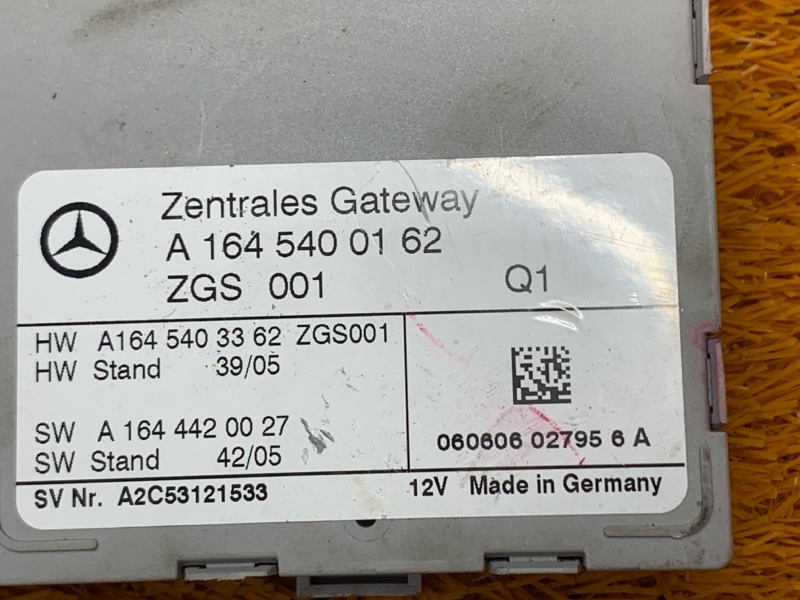 Zentrales Gateway
A 164 540 01 62
ZGS 001 Q1
HW A164 540 33 62 ZGS001
HW Stand 39/05
SW A 164 442 00 27
SW Stand 42/05
060606 02795 6 A
SV Nr. A2C53121533 12V Made in Germany